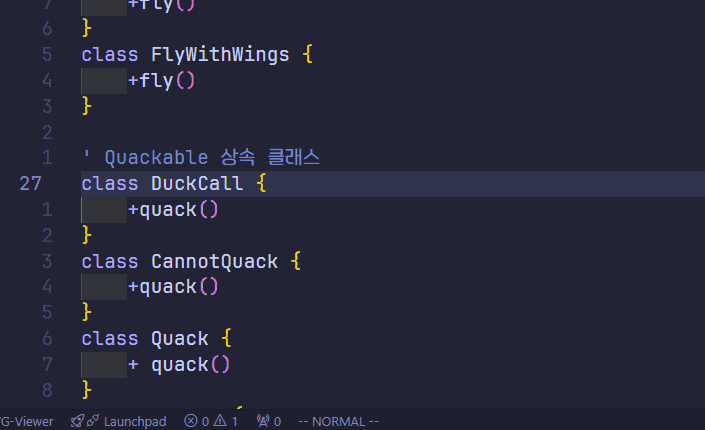 7 +fly()
6 }
5 class FlyWithWings {
4 +fly()
3 }
2
1 ' Quackable 상속 클래스
27 class DuckCall {
1 +quack()
2 }
3 class CannotQuack {
4 +quack()
5 }
6 class Quack {
7 + quack()
8 }
G-Viewer Launchpad 0 1 0 -- NORMAL --